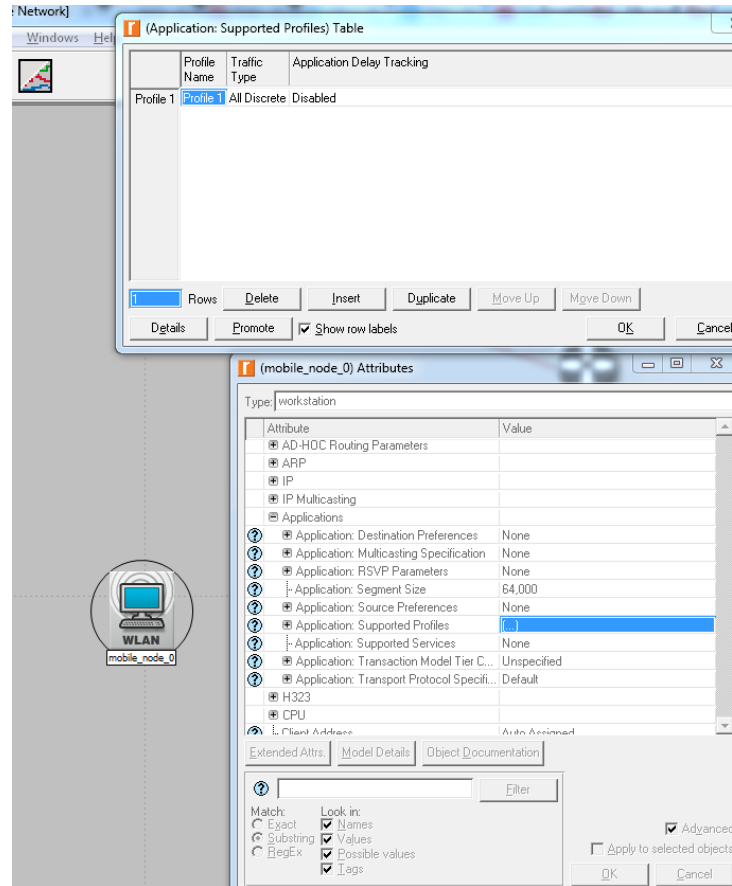 Network]
Windows Hel
(Application: Supported Profiles) Table
Profile Name Traffic Type Application Delay Tracking
Profile 1 Profile 1 All Discrete Disabled
1 Rows Delete Insert Duplicate Move Up Move Down
Details Promote Show row labels OK Cancel
(mobile_node_0) Attributes
Type: workstation
Attribute Value
AD-HOC Routing Parameters
ARP
IP
IP Multicasting
Applications
Application: Destination Preferences None
Application: Multicasting Specification None
Application: RSVP Parameters None
Application: Segment Size 64,000
Application: Source Preferences None
Application: Supported Profiles (...)
Application: Supported Services None
Application: Transaction Model Tier C... Unspecified
Application: Transport Protocol Specifi... Default
H323
CPU
Client Address Auto Assigned
WLAN
mobile_node_0
Extended Attrs. Model Details Object Documentation
Filter
Match: Look in:
Exact Names
Substring Values
RegEx Possible values
Tags
Advanced
Apply to selected objects
OK Cancel